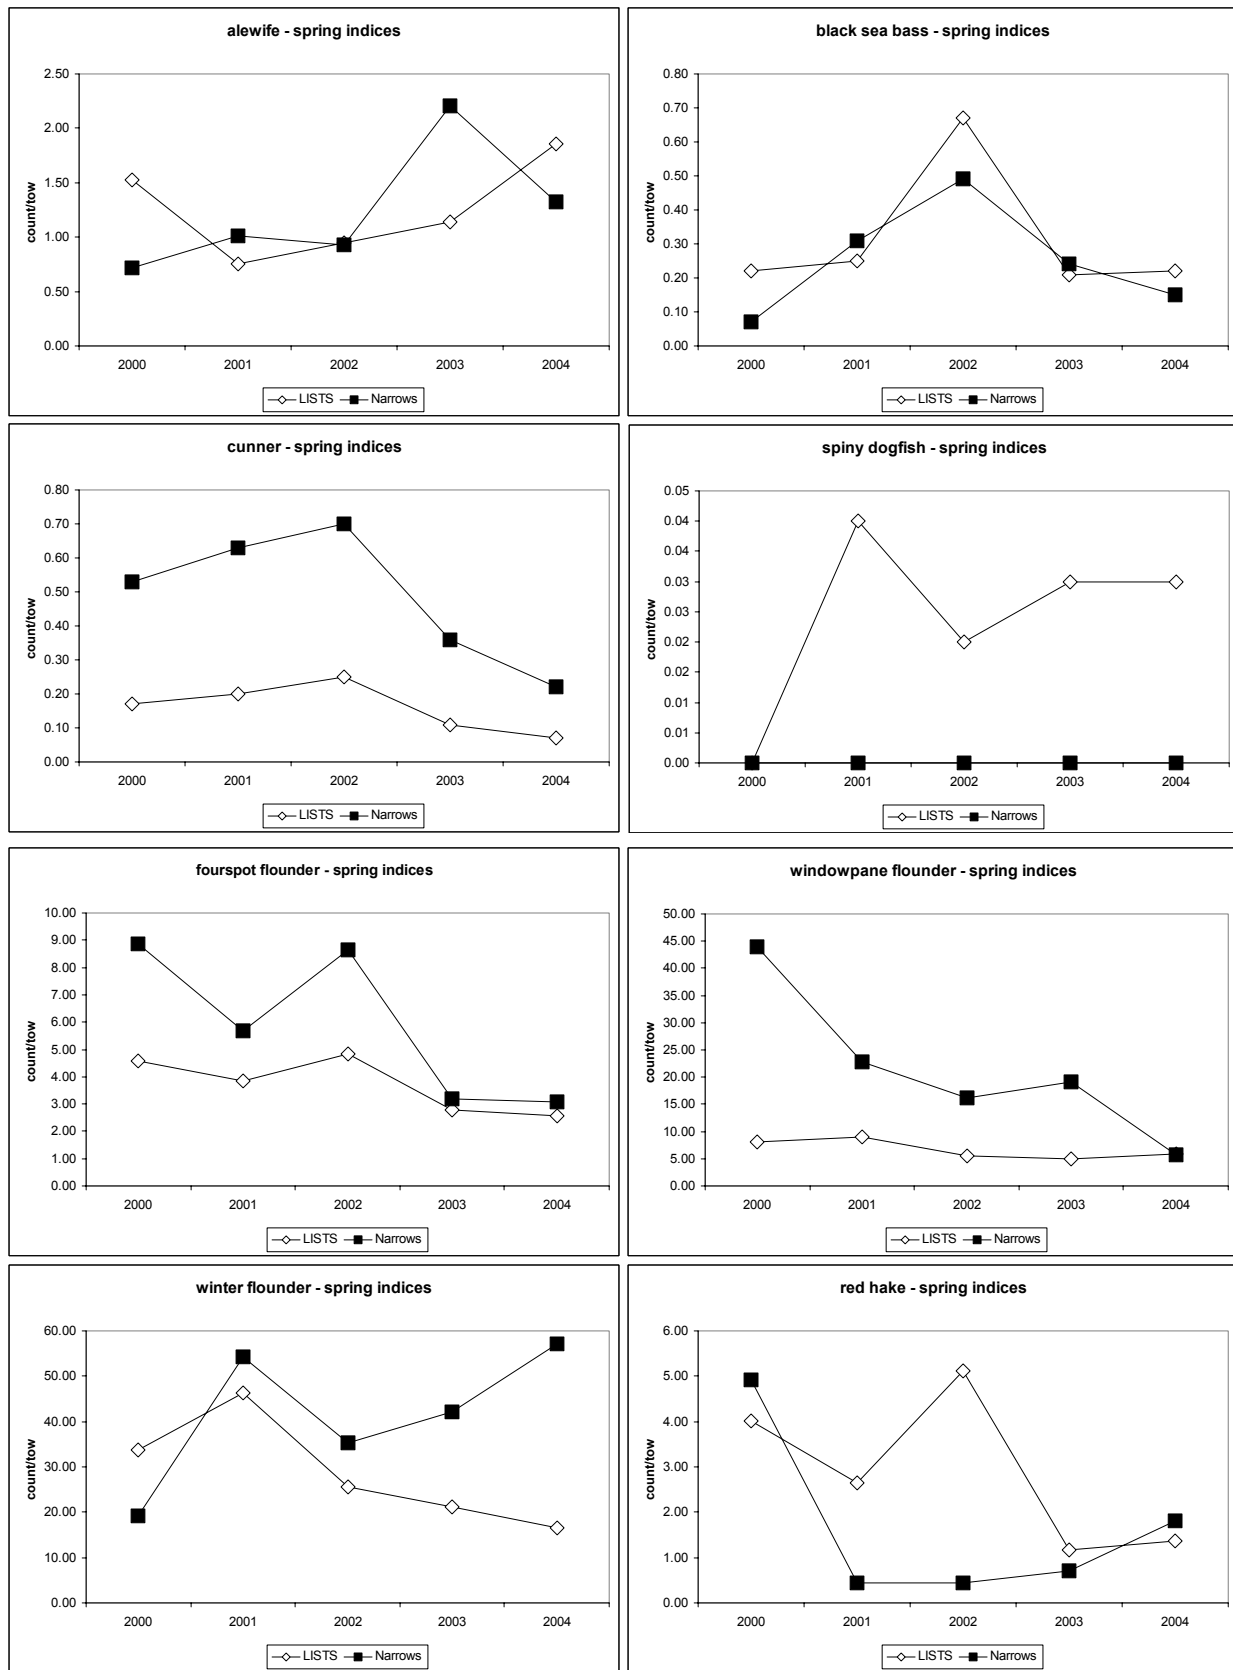 alewife - spring indices
2.50
2.00
1.50
1.00
0.50
0.00
count/tow
2000 2001 2002 2003 2004
LISTS Narrows
black sea bass - spring indices
0.80
0.70
0.60
0.50
0.40
0.30
0.20
0.10
0.00
count/tow
2000 2001 2002 2003 2004
LISTS Narrows
cunner - spring indices
0.80
0.70
0.60
0.50
0.40
0.30
0.20
0.10
0.00
count/tow
2000 2001 2002 2003 2004
LISTS Narrows
spiny dogfish - spring indices
0.05
0.04
0.04
0.03
0.03
0.02
0.02
0.01
0.01
0.00
count/tow
2000 2001 2002 2003 2004
LISTS Narrows
fourspot flounder - spring indices
10.00
9.00
8.00
7.00
6.00
5.00
4.00
3.00
2.00
1.00
0.00
count/tow
2000 2001 2002 2003 2004
LISTS Narrows
windowpane flounder - spring indices
50.00
45.00
40.00
35.00
30.00
25.00
20.00
15.00
10.00
5.00
0.00
count/tow
2000 2001 2002 2003 2004
LISTS Narrows
winter flounder - spring indices
60.00
50.00
40.00
30.00
20.00
10.00
0.00
count/tow
2000 2001 2002 2003 2004
LISTS Narrows
red hake - spring indices
6.00
5.00
4.00
3.00
2.00
1.00
0.00
count/tow
2000 2001 2002 2003 2004
LISTS Narrows